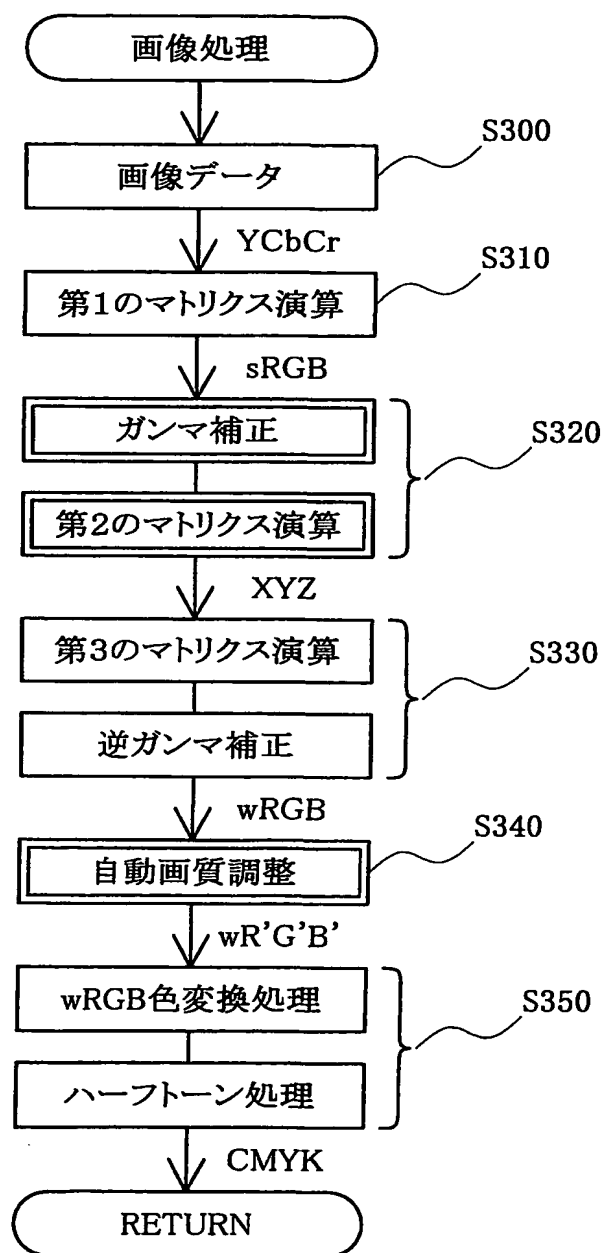 画像処理
S300
画像データ
YCbCr
S310
第1のマトリクス演算
sRGB
ガンマ補正
S320
第2のマトリクス演算
XYZ
第3のマトリクス演算
S330
逆ガンマ補正
wRGB
S340
自動画質調整
wR'G'B'
wRGB色変換処理
S350
ハーフトーン処理
CMYK
RETURN